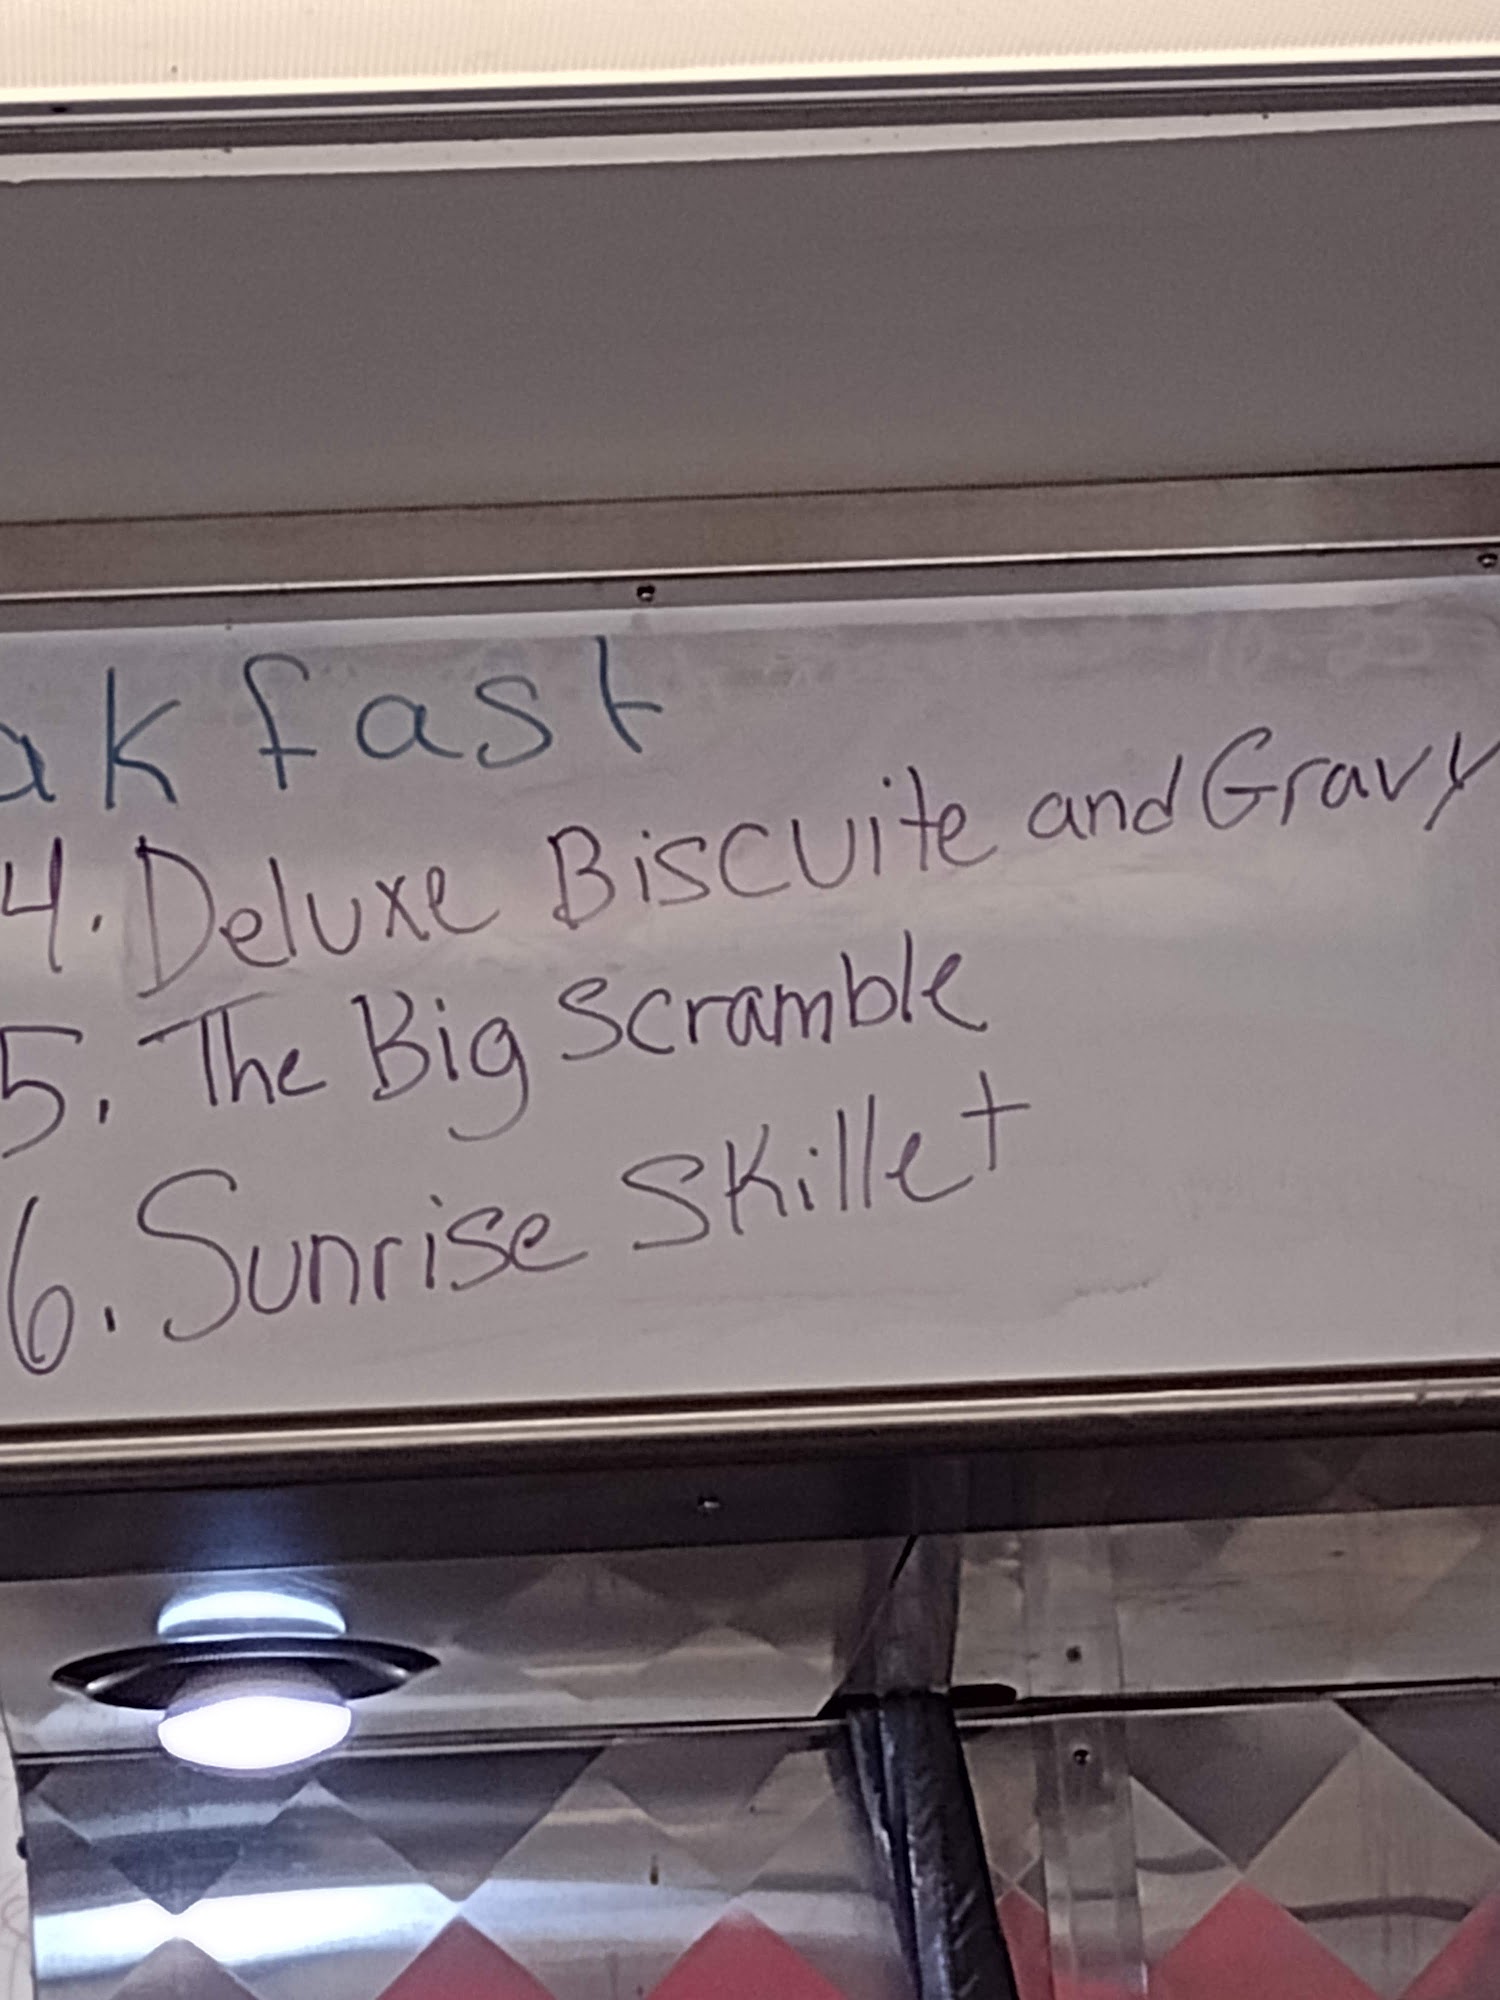 akfast
4. Deluxe Biscuite and Gravy
5. The Big Scramble
6. Sunrise Skillet